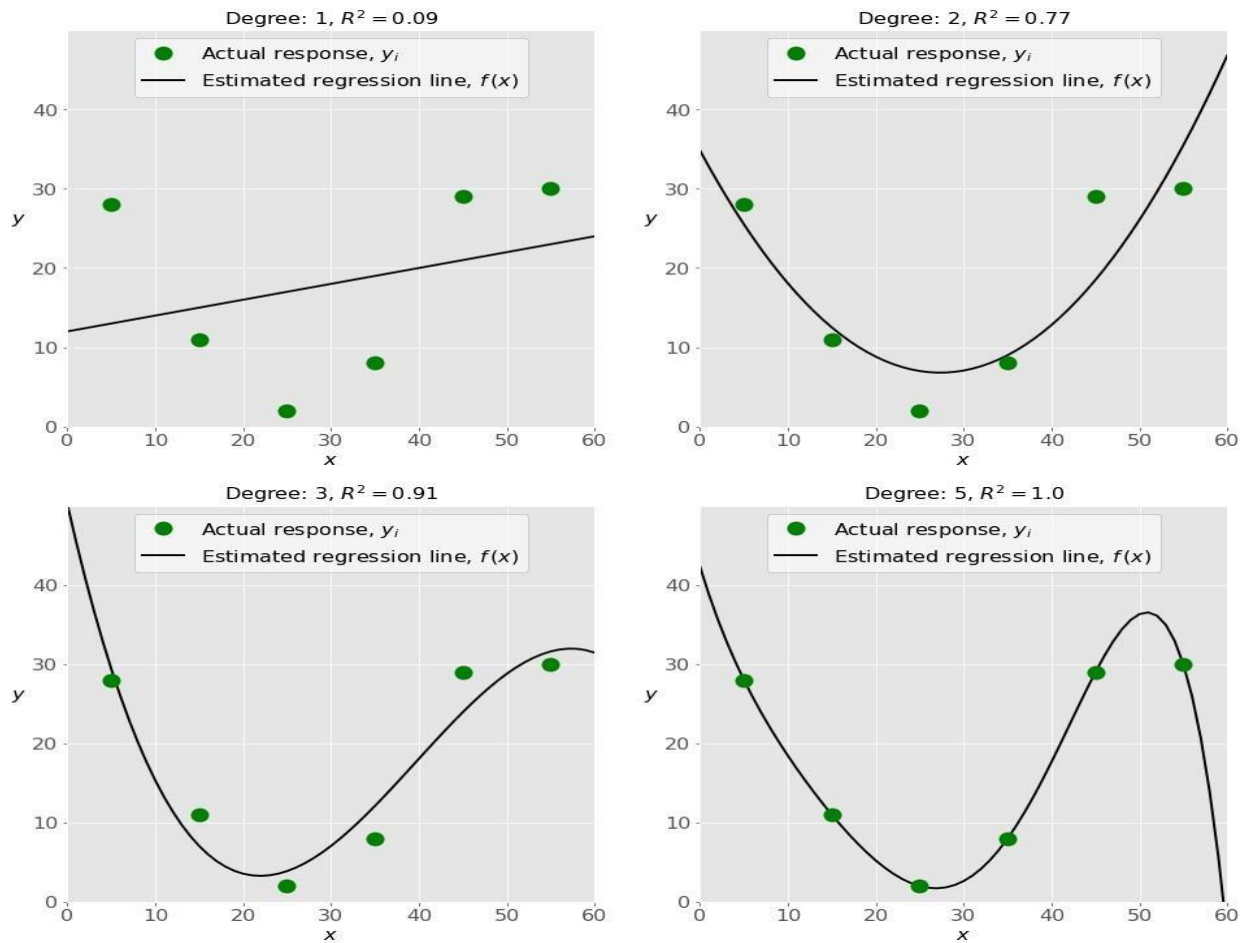 Degree: 1, R² = 0.09
Actual response, yᵢ
Estimated regression line, f(x)
40
30
y
20
10
0
0 10 20 30 40 50 60
x
Degree: 2, R² = 0.77
Actual response, yᵢ
Estimated regression line, f(x)
40
30
y
20
10
0
0 10 20 30 40 50 60
x
Degree: 3, R² = 0.91
Actual response, yᵢ
Estimated regression line, f(x)
40
30
y
20
10
0
0 10 20 30 40 50 60
x
Degree: 5, R² = 1.0
Actual response, yᵢ
Estimated regression line, f(x)
40
30
y
20
10
0
0 10 20 30 40 50 60
x